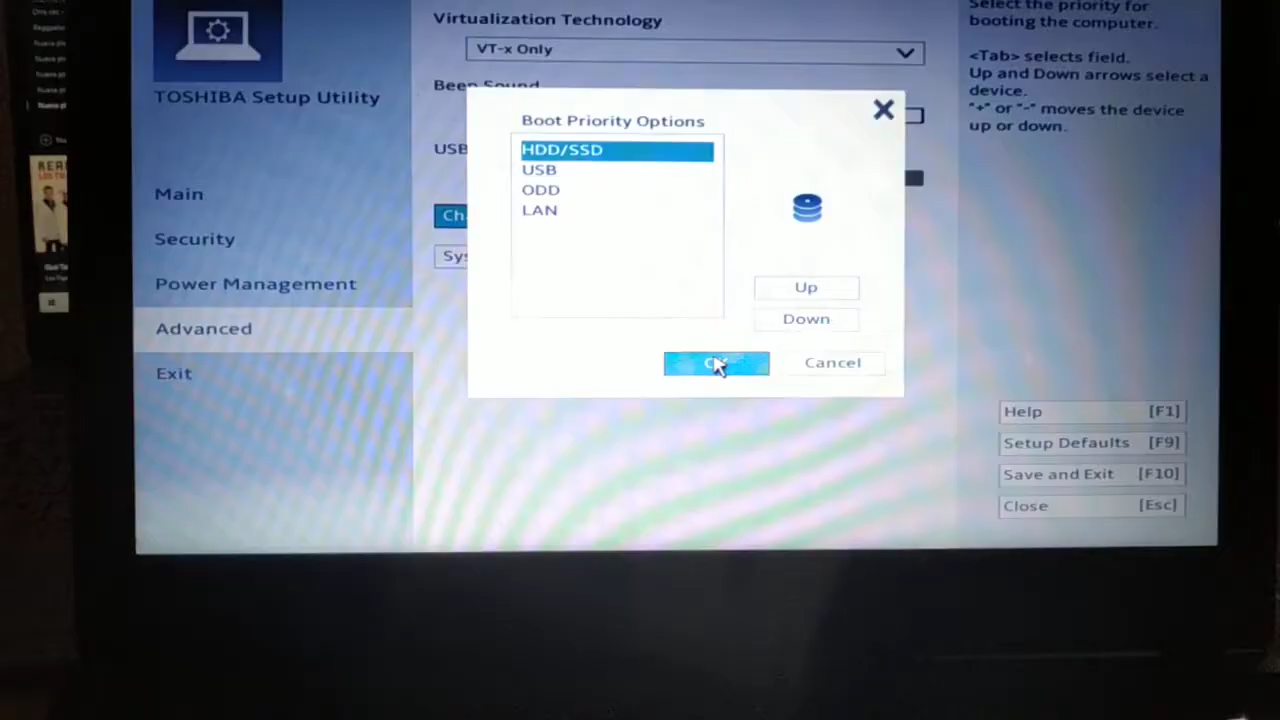 Select the priority for
booting the computer.
<Tab> selects field.
Up and Down arrows select a
device.
"+" or "-" moves the device
up or down.
Virtualization Technology
VT-x Only
Beep Sound
USB
TOSHIBA Setup Utility
Main
Security
Power Management
Advanced
Exit
Boot Priority Options
HDD/SSD
USB
ODD
LAN
Up
Down
Cancel
Help [F1]
Setup Defaults [F9]
Save and Exit [F10]
Close [Esc]